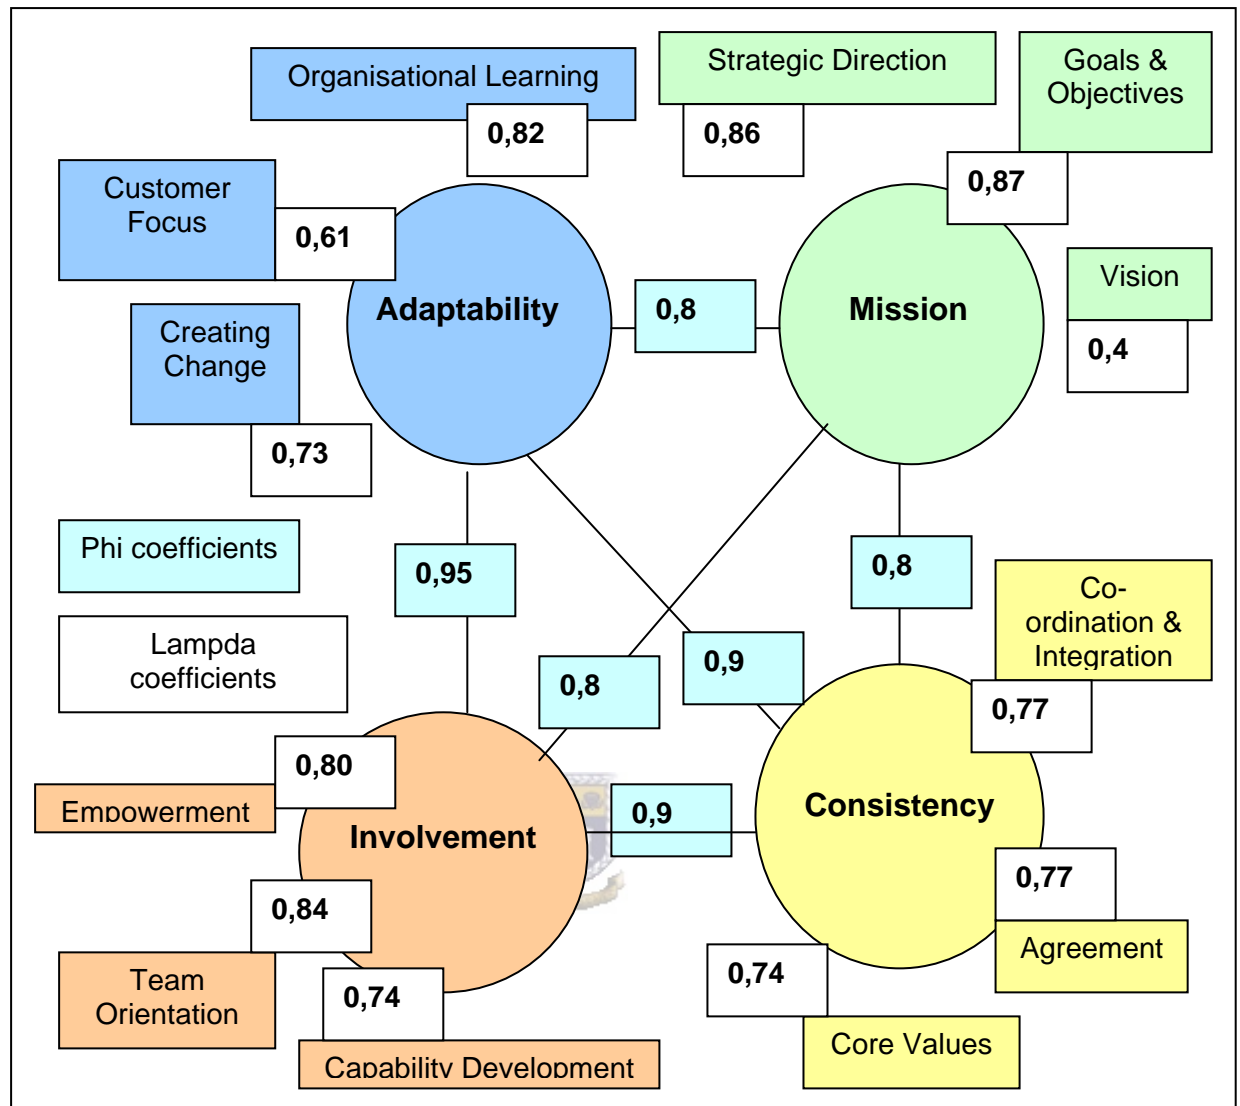 Organisational Learning
0,82
Strategic Direction
0,86
Goals &
Objectives
0,87
Customer
Focus
0,61
Adaptability
0,8
Mission
Vision
0,4
Creating
Change
0,73
Phi coefficients
0,95
0,8
Lampda
coefficients
0,8
0,9
Co-
ordination &
Integration
0,77
0,80
Empowerment
Involvement
0,9
Consistency
0,84
Team
Orientation
0,74
Capability Development
0,77
Agreement
0,74
Core Values